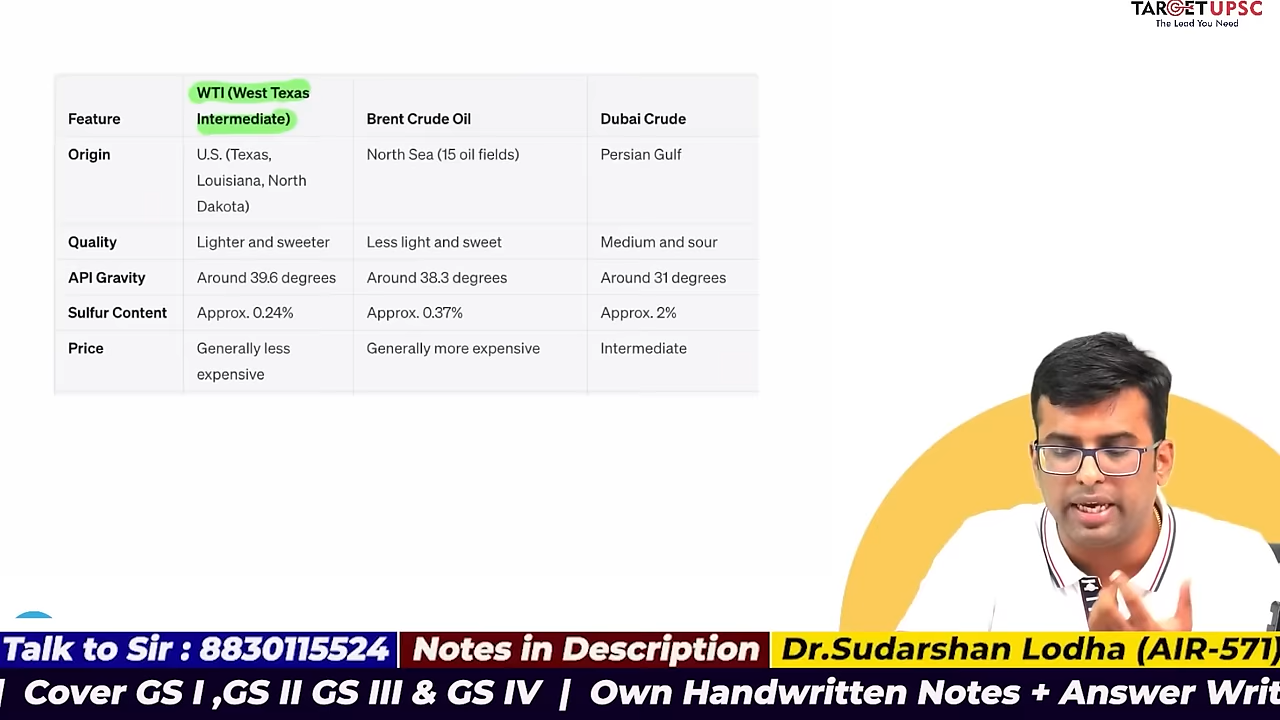 TARGETUPSC
The Lead You Need
Feature
WTI (West Texas
Intermediate)
Brent Crude Oil
Dubai Crude
Origin
U.S. (Texas,
Louisiana, North
Dakota)
North Sea (15 oil fields)
Persian Gulf
Quality
Lighter and sweeter
Less light and sweet
Medium and sour
API Gravity
Around 39.6 degrees
Around 38.3 degrees
Around 31 degrees
Sulfur Content
Approx. 0.24%
Approx. 0.37%
Approx. 2%
Price
Generally less
expensive
Generally more expensive
Intermediate
Talk to Sir : 8830115524
Notes in Description
Dr.Sudarshan Lodha (AIR-571)
| Cover GS I ,GS II GS III & GS IV | Own Handwritten Notes + Answer Writ